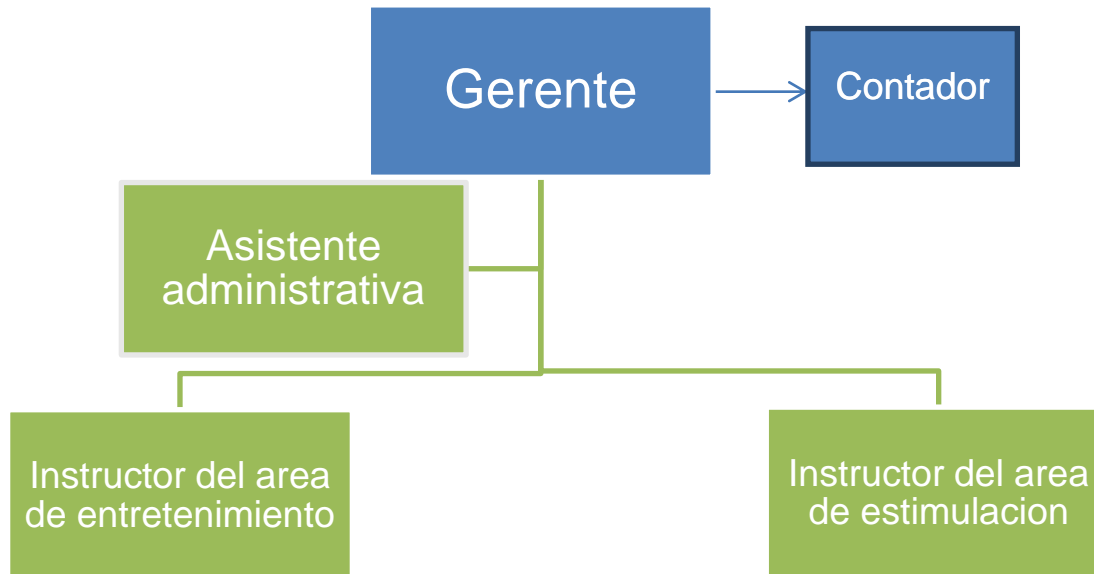 Gerente
Contador
Asistente
administrativa
Instructor del area
de entretenimiento
Instructor del area
de estimulacion